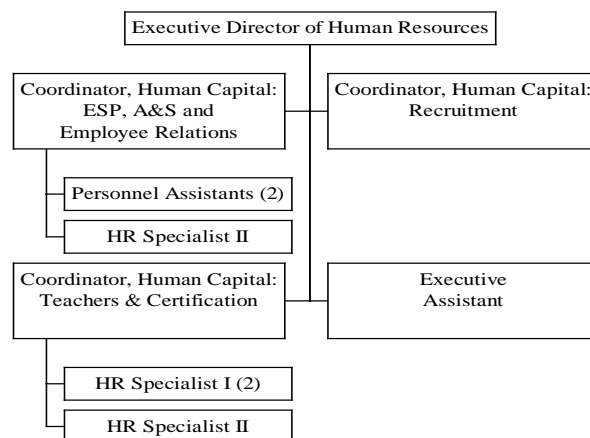 Executive Director of Human Resources
Coordinator, Human Capital:
ESP, A&S and
Employee Relations
Coordinator, Human Capital:
Recruitment
Personnel Assistants (2)
HR Specialist II
Coordinator, Human Capital:
Teachers & Certification
Executive
Assistant
HR Specialist I (2)
HR Specialist II